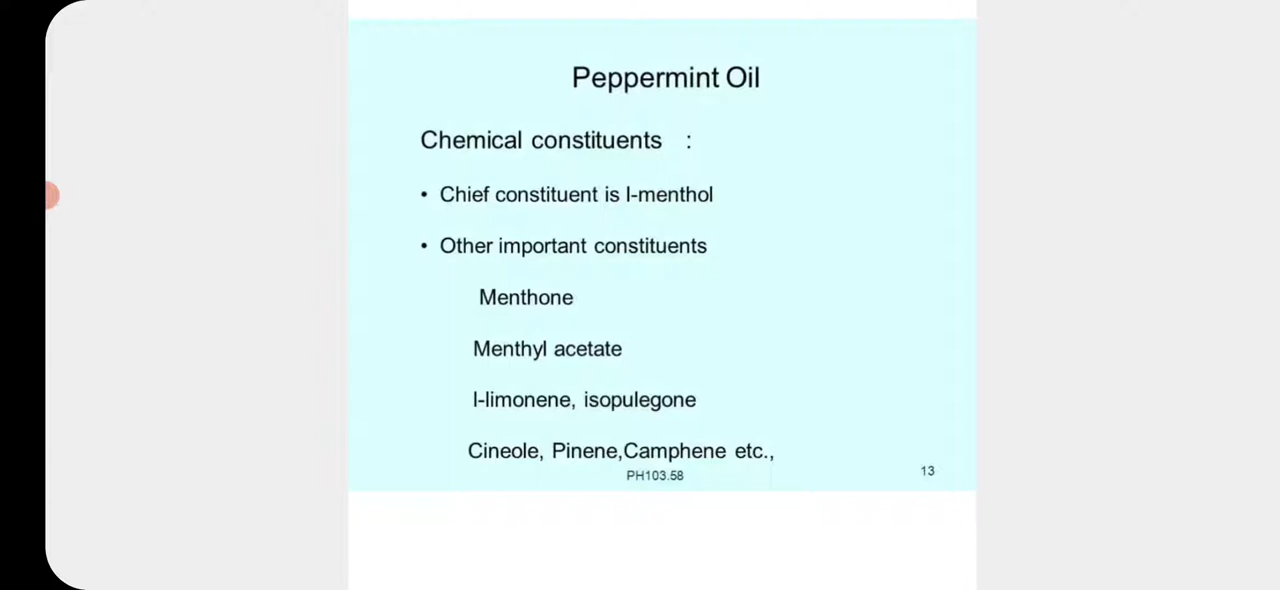 Peppermint Oil
Chemical constituents :
• Chief constituent is l-menthol
• Other important constituents
Menthone
Menthyl acetate
l-limonene, isopulegone
Cineole, Pinene,Camphene etc.,
PH103.58
13